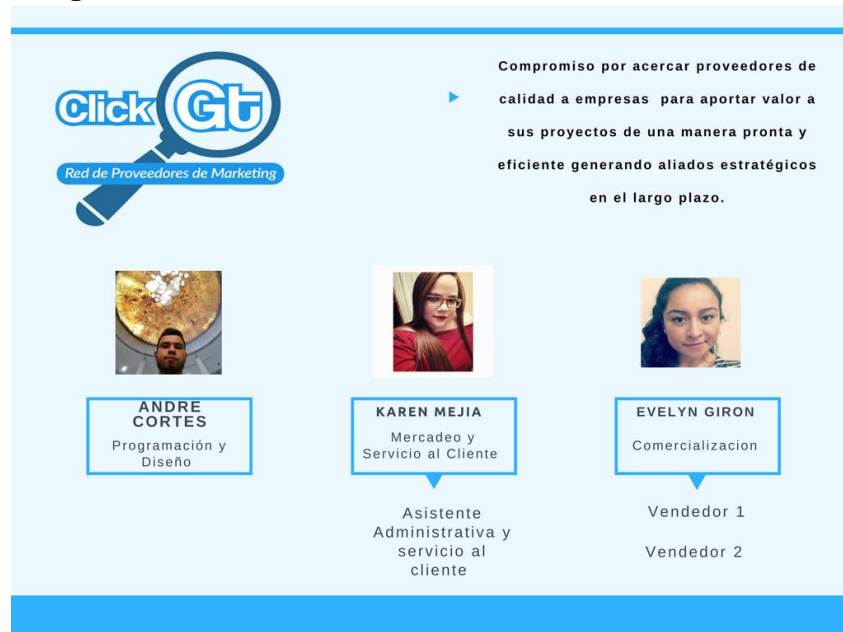 Click Gt
Red de Proveedores de Marketing
Compromiso por acercar proveedores de
calidad a empresas para aportar valor a
sus proyectos de una manera pronta y
eficiente generando aliados estratégicos
en el largo plazo.
ANDRE
CORTES
Programación y
Diseño
KAREN MEJIA
Mercadeo y
Servicio al Cliente
Asistente
Administrativa y
servicio al
cliente
EVELYN GIRON
Comercializacion
Vendedor 1
Vendedor 2